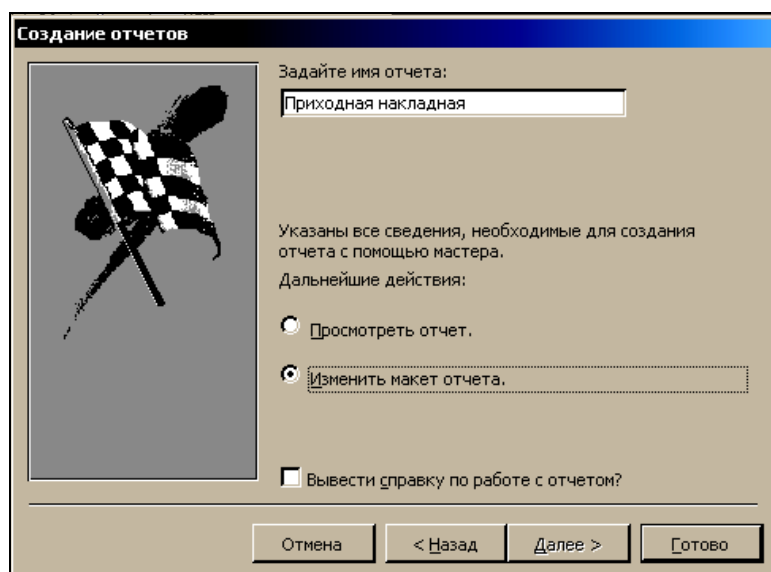 Создание отчетов
Задайте имя отчета:
Приходная накладная
Указаны все сведения, необходимые для создания
отчета с помощью мастера.
Дальнейшие действия:
Просмотреть отчет.
Изменить макет отчета.
Вывести справку по работе с отчетом?
Отмена
< Назад
Далее >
Готово